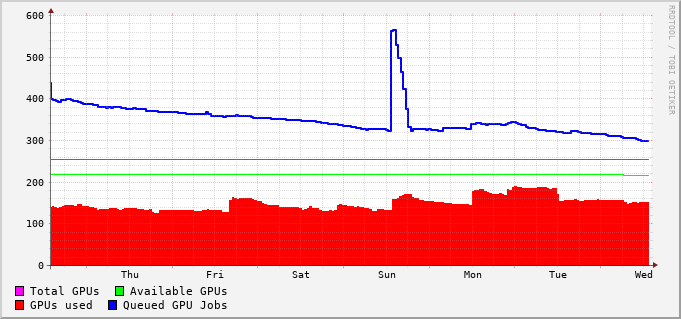 600
500
400
300
200
100
0
Thu Fri Sat Sun Mon Tue Wed
Total GPUs Available GPUs
GPUs used Queued GPU Jobs
RRDTOOL / TOBI OETIKER